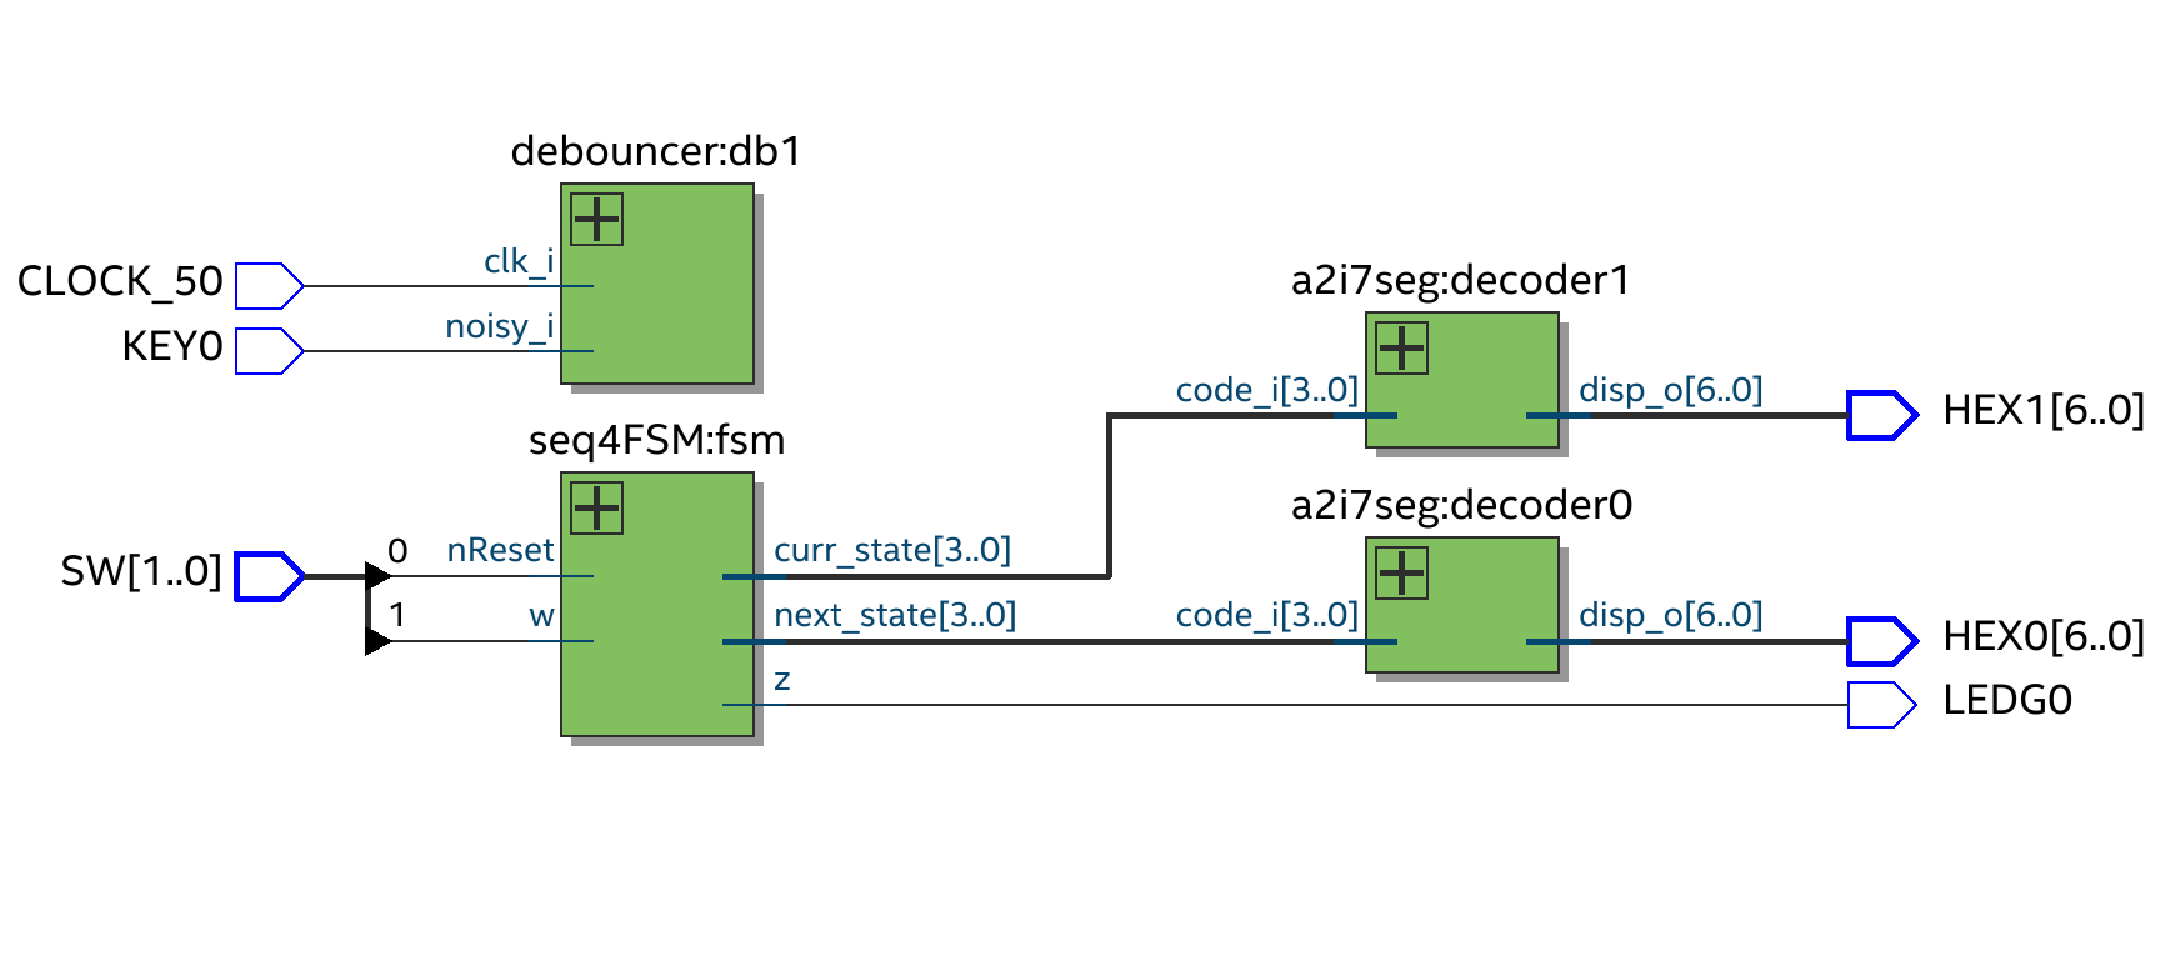 debouncer:db1
clk_i
CLOCK_50
noisy_i
KEY0
a2i7seg:decoder1
code_i[3..0]
disp_o[6..0]
HEX1[6..0]
seq4FSM:fsm
a2i7seg:decoder0
0
nReset
curr_state[3..0]
SW[1..0]
1
w
next_state[3..0]
code_i[3..0]
disp_o[6..0]
HEX0[6..0]
z
LEDG0